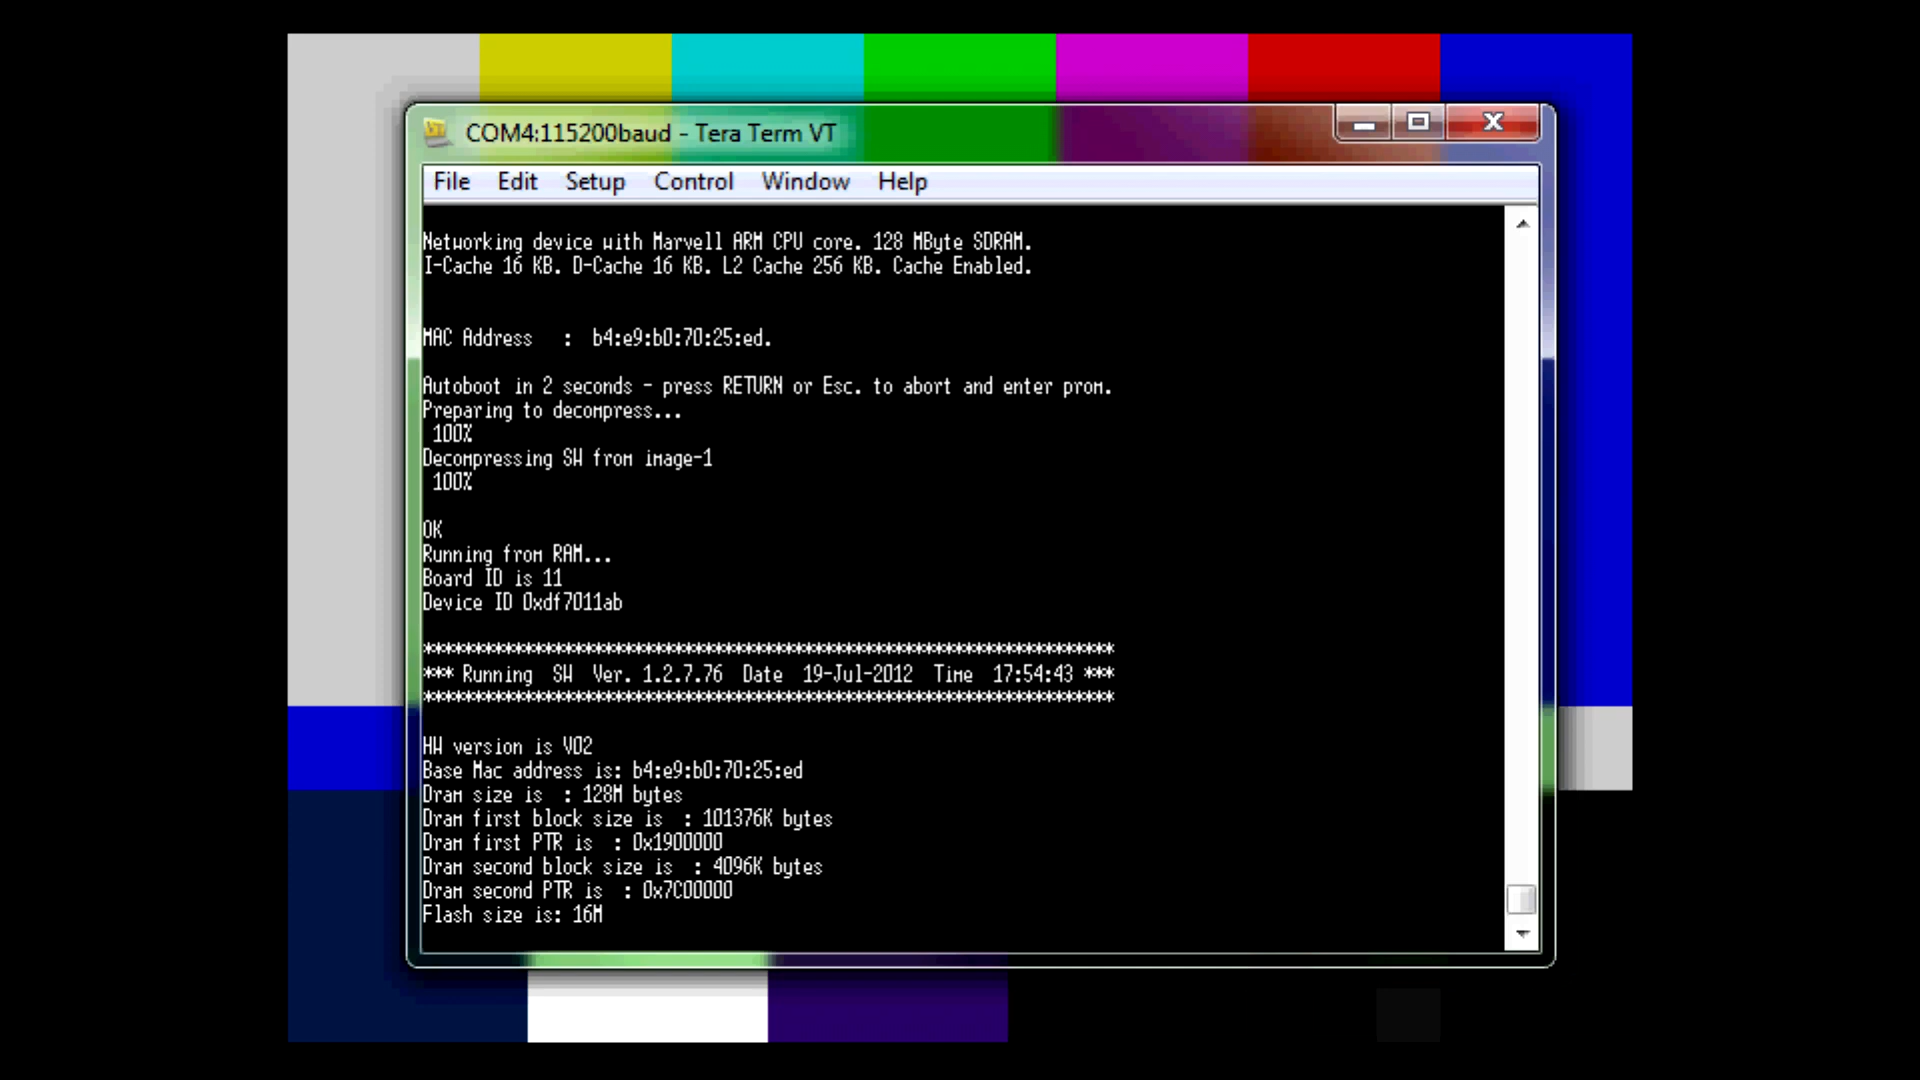 COM4:115200baud - Tera Term VT
File Edit Setup Control Window Help
Networking device with Marvell ARM CPU core. 128 MByte SDRAM.
I-Cache 16 KB. D-Cache 16 KB. L2 Cache 256 KB. Cache Enabled.
MAC Address   :  b4:e9:b0:70:25:ed.
Autoboot in 2 seconds - press RETURN or Esc. to abort and enter prom.
Preparing to decompress...
100%
Decompressing SW from image-1
100%
OK
Running from RAM...
Board ID is 11
Device ID 0xdf7011ab
*********************************************************************
*** Running  SW  Ver. 1.2.7.76  Date  19-Jul-2012  Time  17:54:43 ***
*********************************************************************
HW version is V02
Base Mac address is: b4:e9:b0:70:25:ed
Dram size is  : 128M bytes
Dram first block size is  : 101376K bytes
Dram first PTR is  : 0x1900000
Dram second block size is  : 4096K bytes
Dram second PTR is  : 0x7C00000
Flash size is: 16M